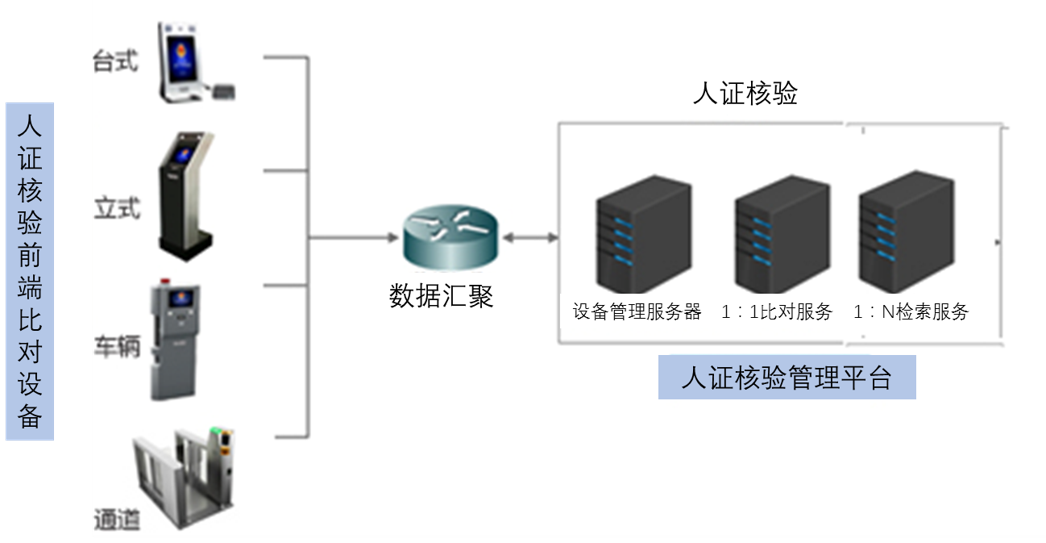 人证核验前端比对设备
台式
立式
车辆
通道
数据汇聚
人证核验
设备管理服务器
1：1比对服务
1：N检索服务
人证核验管理平台